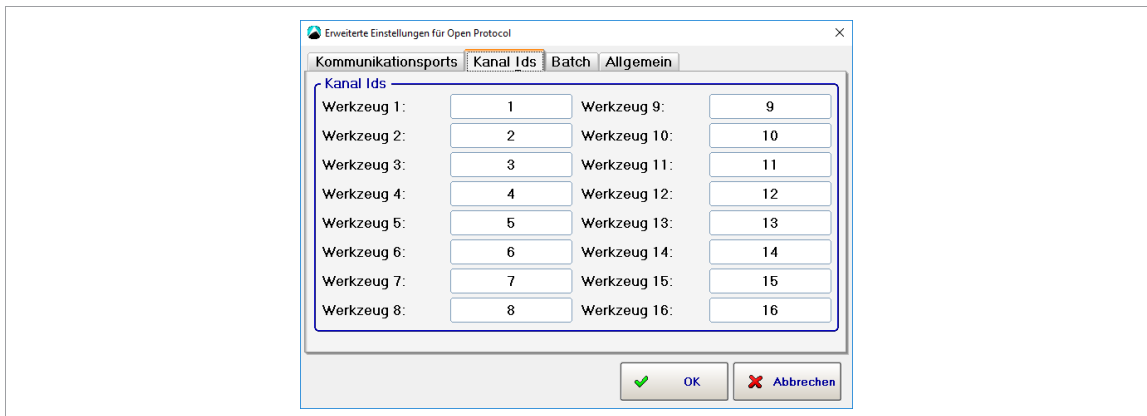 Erweiterte Einstellungen für Open Protocol
Kommunikationsports Kanal Ids Batch Allgemein
Kanal Ids
Werkzeug 1: 1 Werkzeug 9: 9
Werkzeug 2: 2 Werkzeug 10: 10
Werkzeug 3: 3 Werkzeug 11: 11
Werkzeug 4: 4 Werkzeug 12: 12
Werkzeug 5: 5 Werkzeug 13: 13
Werkzeug 6: 6 Werkzeug 14: 14
Werkzeug 7: 7 Werkzeug 15: 15
Werkzeug 8: 8 Werkzeug 16: 16
OK Abbrechen